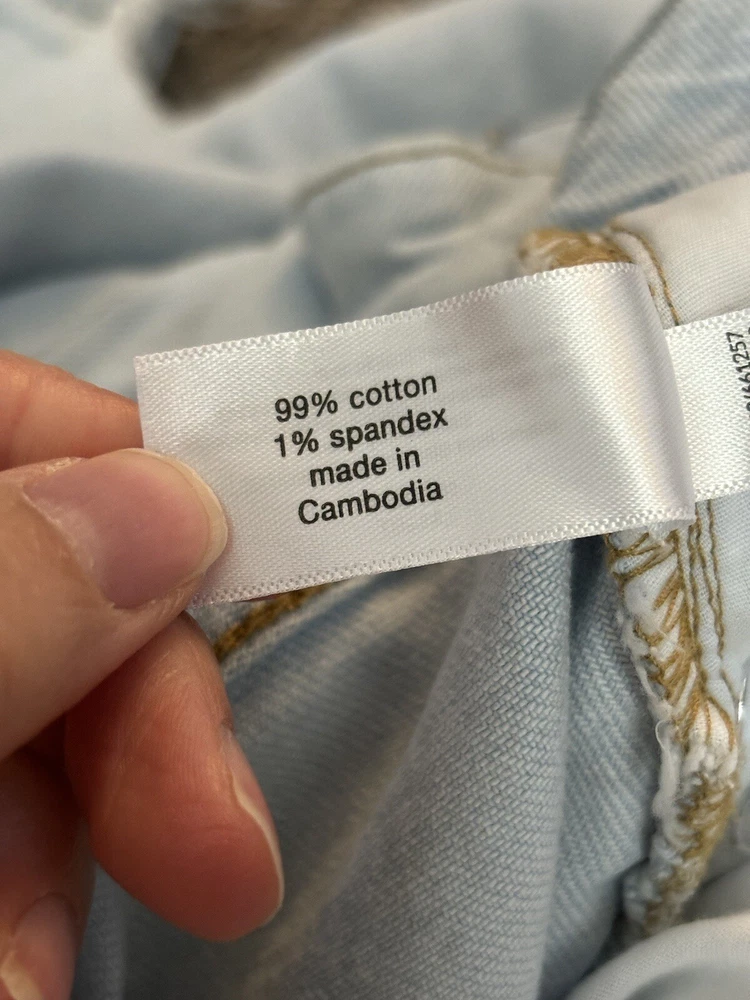 99% cotton
1% spandex
made in
Cambodia